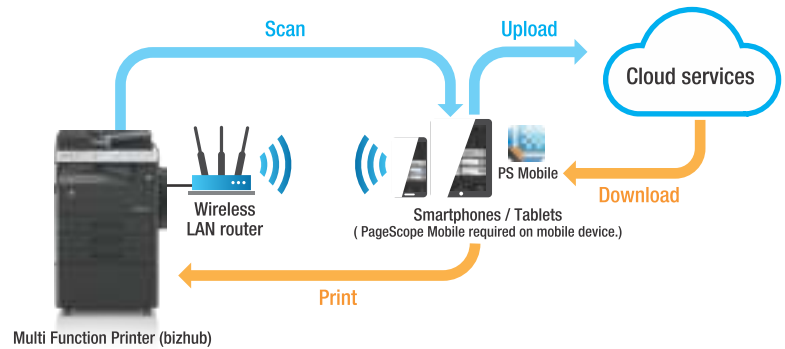 Scan
Upload
Cloud services
PS Mobile
Download
Wireless
LAN router
Smartphones / Tablets
( PageScope Mobile required on mobile device.)
Print
Multi Function Printer (bizhub)